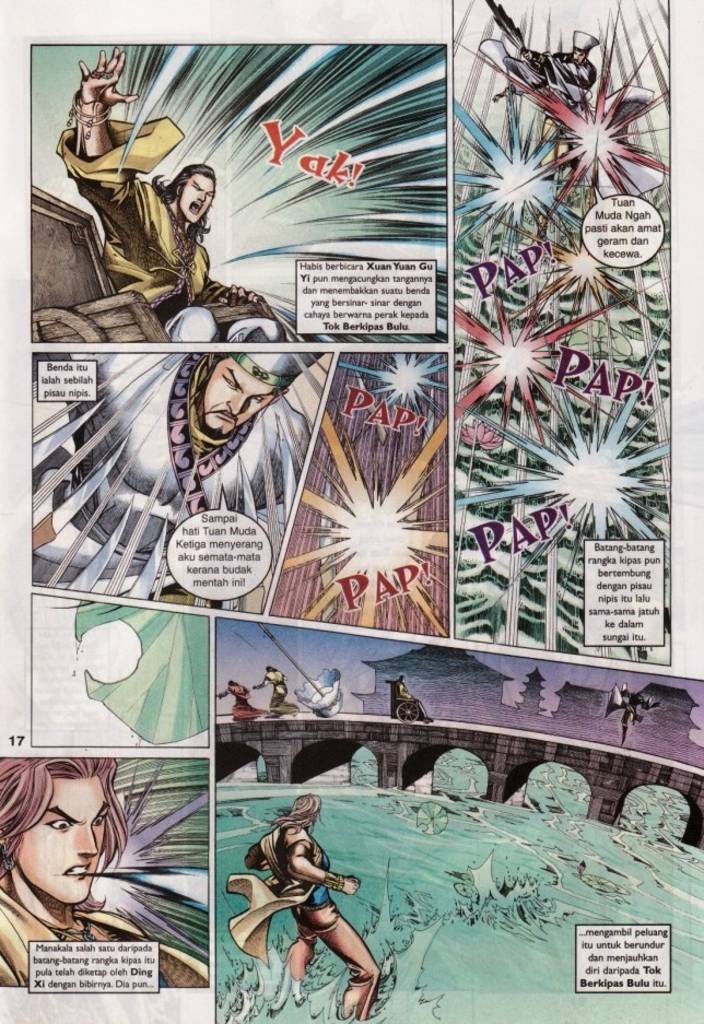 Yak!
Habis berbicara Xuan Yuan Gu
Yi pun mengacungkan tangannya
dan menembakkan suatu benda
yang bersinar- sinar dengan
cahaya berwarna perak kepada
Tok Berkipas Bulu.
Benda itu
ialah sebilah
pisau nipis.
Sampai
hati Tuan Muda
Ketiga menyerang
aku semata-mata
kerana budak
mentah ini!
PAP!
PAP!
Tuan
Muda Ngah
pasti akan amat
geram dan
kecewa.
PAP!
PAP!
PAP!
Batang-batang
rangka kipas pun
bertembung
dengan pisau
nipis itu lalu
sama-sama jatuh
ke dalam
sungai itu.
17
Manakala salah satu daripada
batang-batang rangka kipas itu
pula telah diketap oleh Ding
Xi dengan bibirnya. Dia pun...
...mengambil peluang
itu untuk berundur
dan menjauhkan
diri daripada Tok
Berkipas Bulu itu.